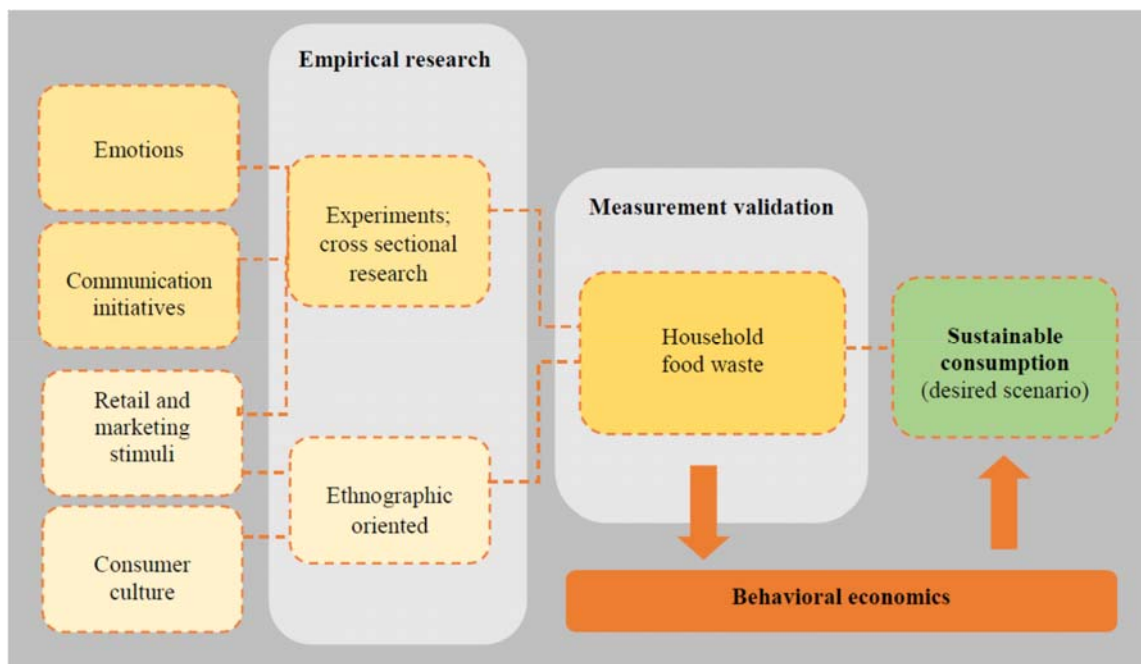 Empirical research
Emotions
Experiments;
cross sectional
research
Communication
initiatives
Measurement validation
Household
food waste
Sustainable
consumption
(desired scenario)
Retail and
marketing
stimuli
Ethnographic
oriented
Consumer
culture
Behavioral economics